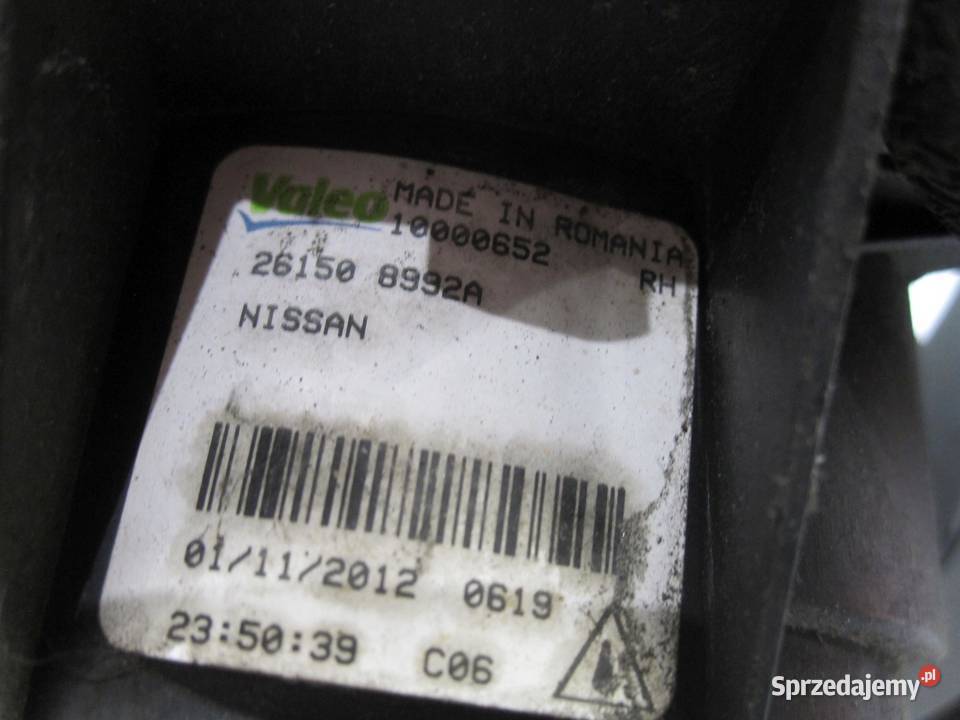 Valeo MADE IN ROMANIA
10000652 RH
26150 8992A
NISSAN
01/11/2012 0619
23:50:39 C06
Sprzedajemy.pl